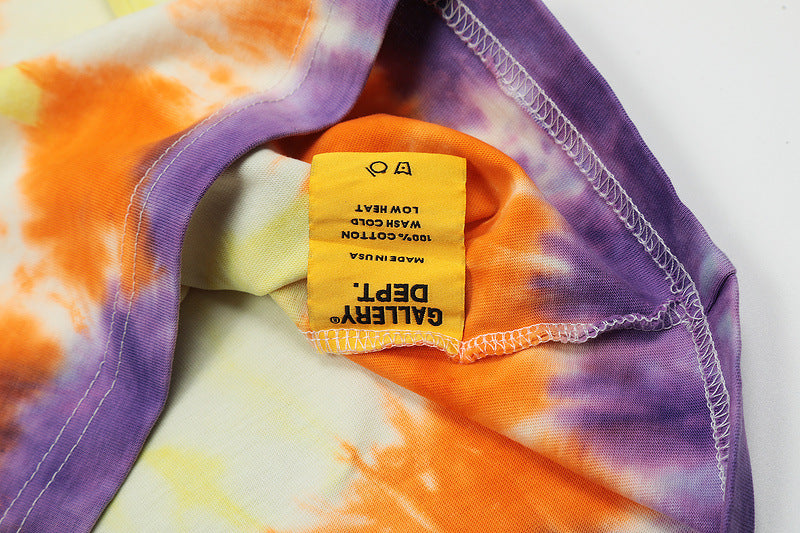 GALLERY®
DEPT.
MADE IN USA
100% COTTON
WASH COLD
LOW HEAT